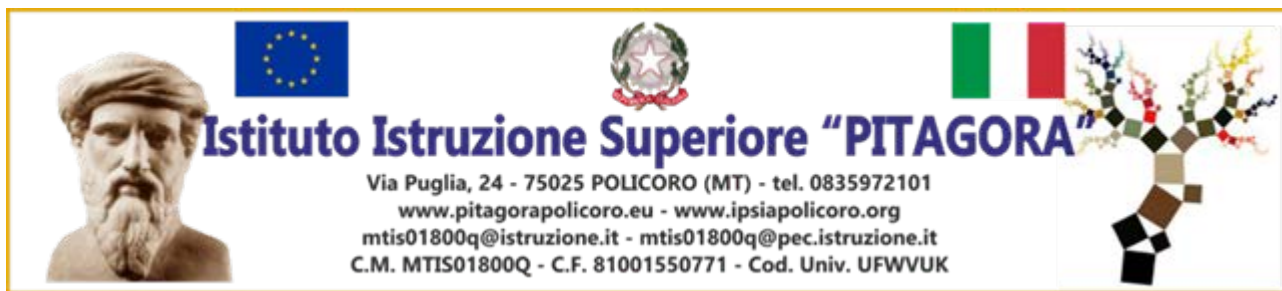 Istituto Istruzione Superiore “PITAGORA”
Via Puglia, 24 - 75025 POLICORO (MT) - tel. 0835972101
www.pitagorapolicoro.eu - www.ipsiapolicoro.org
mtis01800q@istruzione.it - mtis01800q@pec.istruzione.it
C.M. MTIS01800Q - C.F. 81001550771 - Cod. Univ. UFWVUK